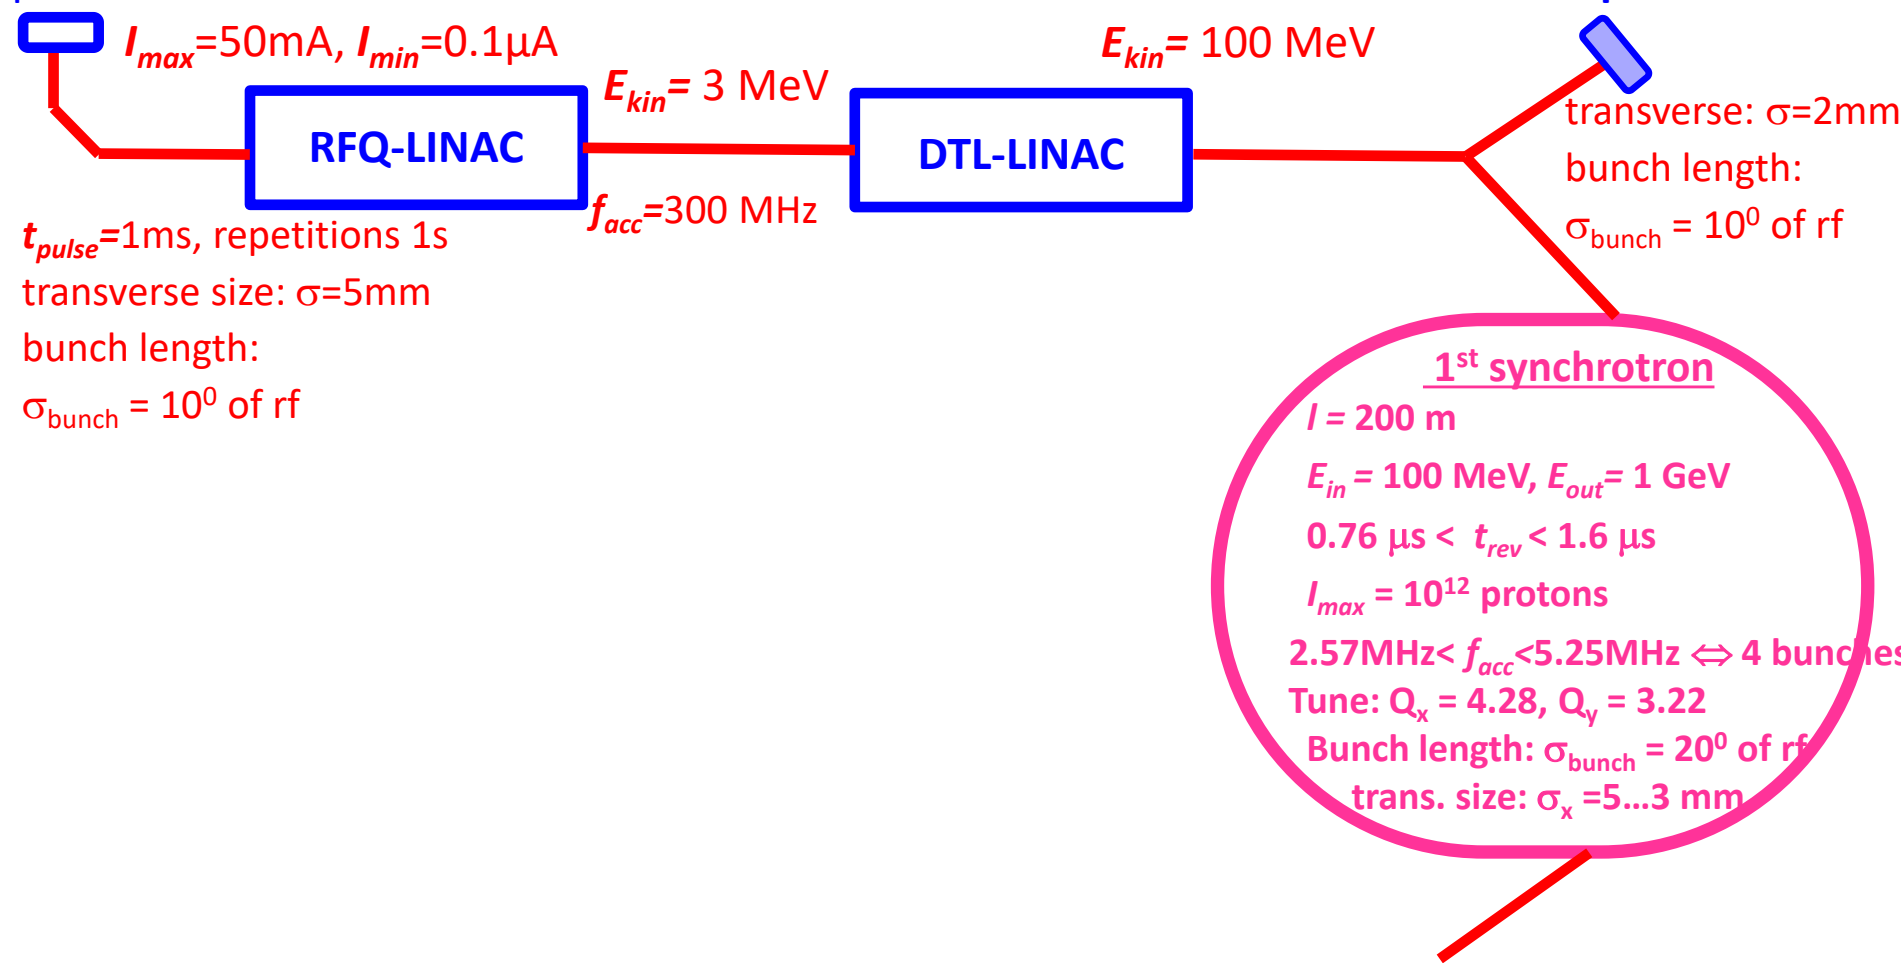 I_max=50mA, I_min=0.1µA
E_kin= 3 MeV
E_kin= 100 MeV
RFQ-LINAC
DTL-LINAC
f_acc=300 MHz
t_pulse=1ms, repetitions 1s
transverse size: σ=5mm
bunch length:
σ_bunch = 10⁰ of rf
transverse: σ=2mm
bunch length:
σ_bunch = 10⁰ of rf
1st synchrotron
l = 200 m
E_in = 100 MeV, E_out= 1 GeV
0.76 µs < t_rev < 1.6 µs
I_max = 10¹² protons
2.57MHz< f_acc<5.25MHz ⇔ 4 bunches
Tune: Q_x = 4.28, Q_y = 3.22
Bunch length: σ_bunch = 20⁰ of rf
trans. size: σ_x =5...3 mm